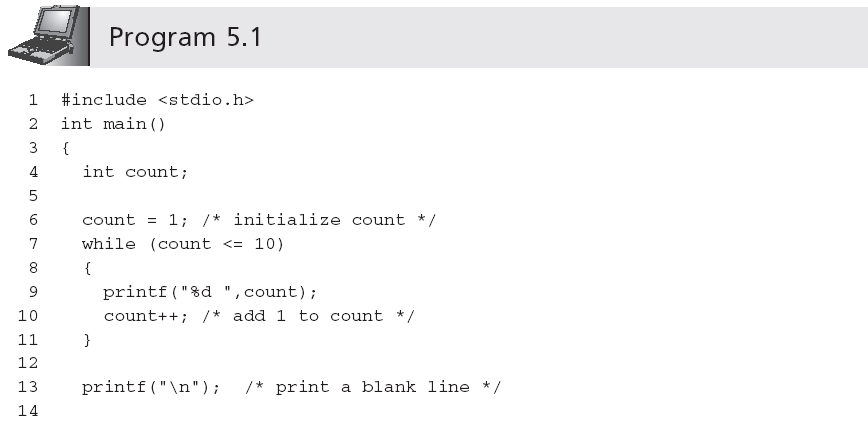 Program 5.1
1 #include <stdio.h>
2 int main()
3 {
4 int count;
5
6 count = 1; /* initialize count */
7 while (count <= 10)
8 {
9 printf("%d ",count);
10 count++; /* add 1 to count */
11 }
12
13 printf("\n"); /* print a blank line */
14